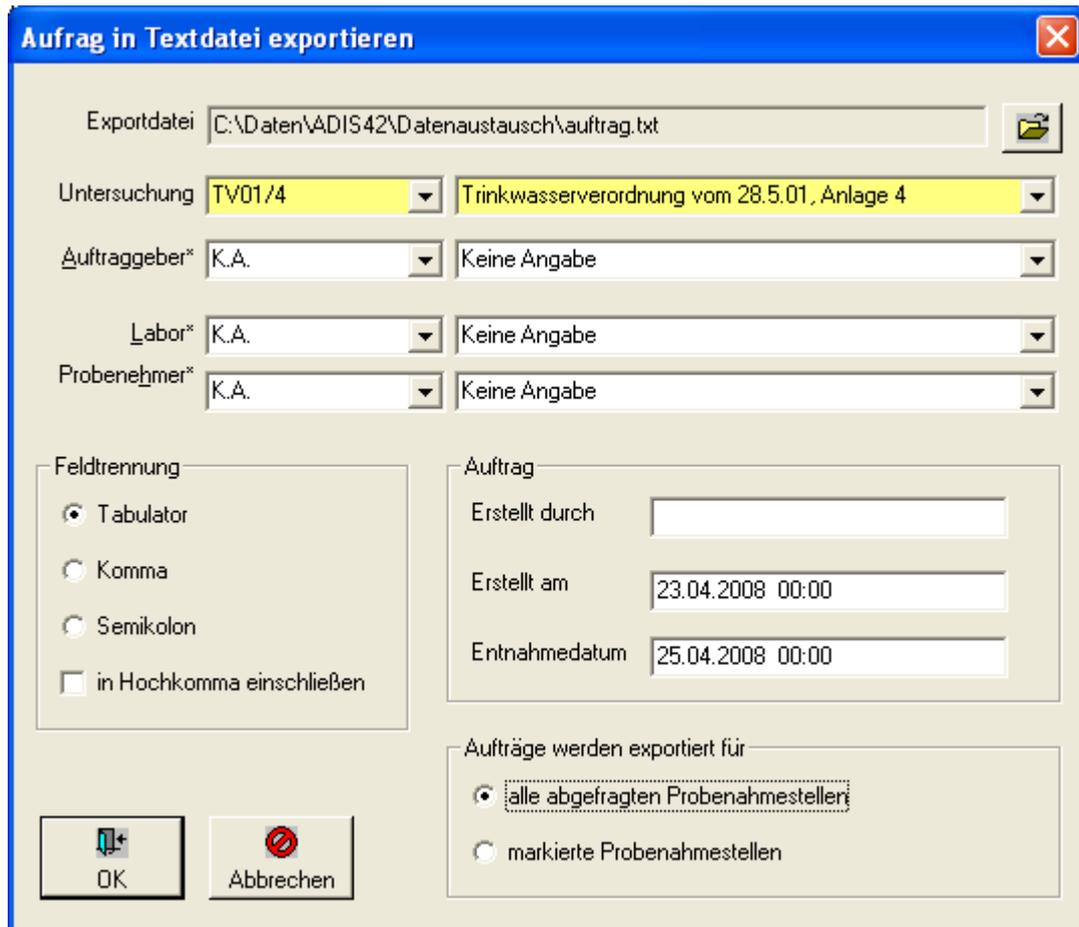 Aufrag in Textdatei exportieren
Exportdatei C:\Daten\ADIS42\Datenaustausch\auftrag.txt
Untersuchung TV01/4 Trinkwasserverordnung vom 28.5.01, Anlage 4
Auftraggeber* K.A. Keine Angabe
Labor* K.A. Keine Angabe
Probenehmer* K.A. Keine Angabe
Feldtrennung
Tabulator
Komma
Semikolon
in Hochkomma einschließen
Auftrag
Erstellt durch
Erstellt am 23.04.2008 00:00
Entnahmedatum 25.04.2008 00:00
Aufträge werden exportiert für
alle abgefragten Probenahmestellen
markierte Probenahmestellen
OK
Abbrechen